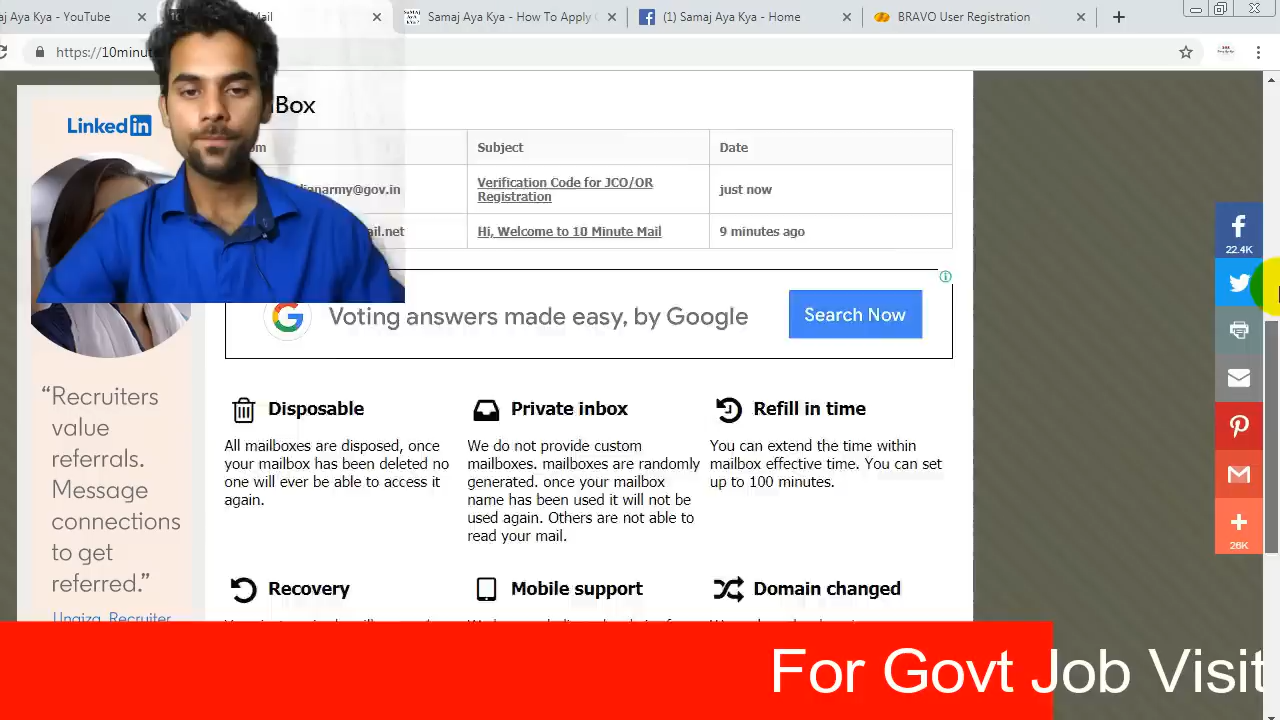 a Aya Kya - YouTube
Mail
Samaj Aya Kya - How To Apply
(1) Samaj Aya Kya - Home
BRAVO User Registration
https://10minut
Linked in
Box
om
Subject
Date
ianarmy@gov.in
Verification Code for JCO/OR
Registration
just now
ail.net
Hi, Welcome to 10 Minute Mail
9 minutes ago
Voting answers made easy, by Google
Search Now
22.4K
26K
“Recruiters
value
referrals.
Message
connections
to get
referred.”
Ungiza, Recruiter
Disposable
All mailboxes are disposed, once
your mailbox has been deleted no
one will ever be able to access it
again.
Private inbox
We do not provide custom
mailboxes. mailboxes are randomly
generated. once your mailbox
name has been used it will not be
used again. Others are not able to
read your mail.
Refill in time
You can extend the time within
mailbox effective time. You can set
up to 100 minutes.
Recovery
Mobile support
Domain changed
For Govt Job Visit